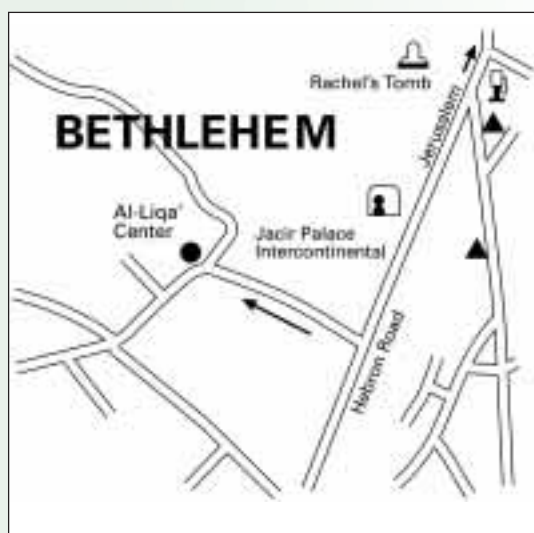 Rachel's Tomb
BETHLEHEM
Jerusalem
Al-Liqa'
Center
Jacir Palace
Intercontinental
Hebron Road